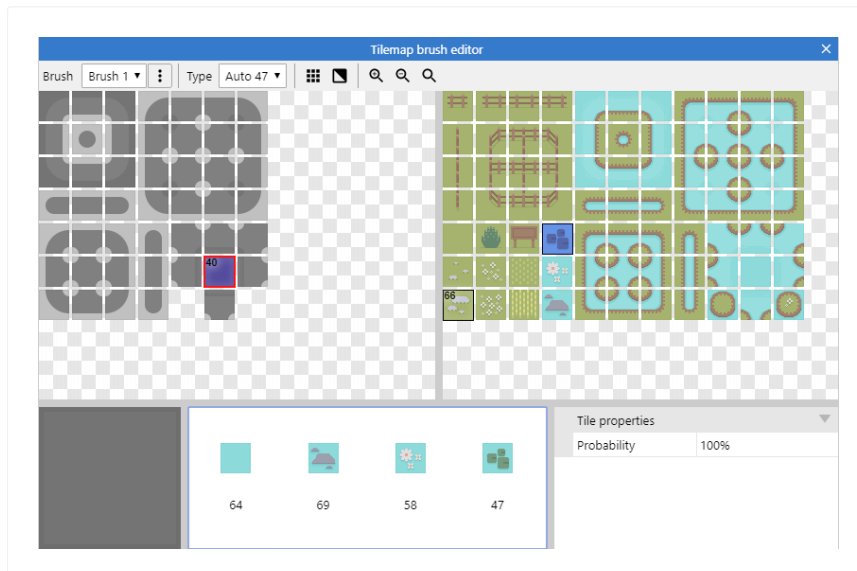 Tilemap brush editor
Brush Brush 1 Type Auto 47
40
66
64 69 58 47
Tile properties
Probability 100%